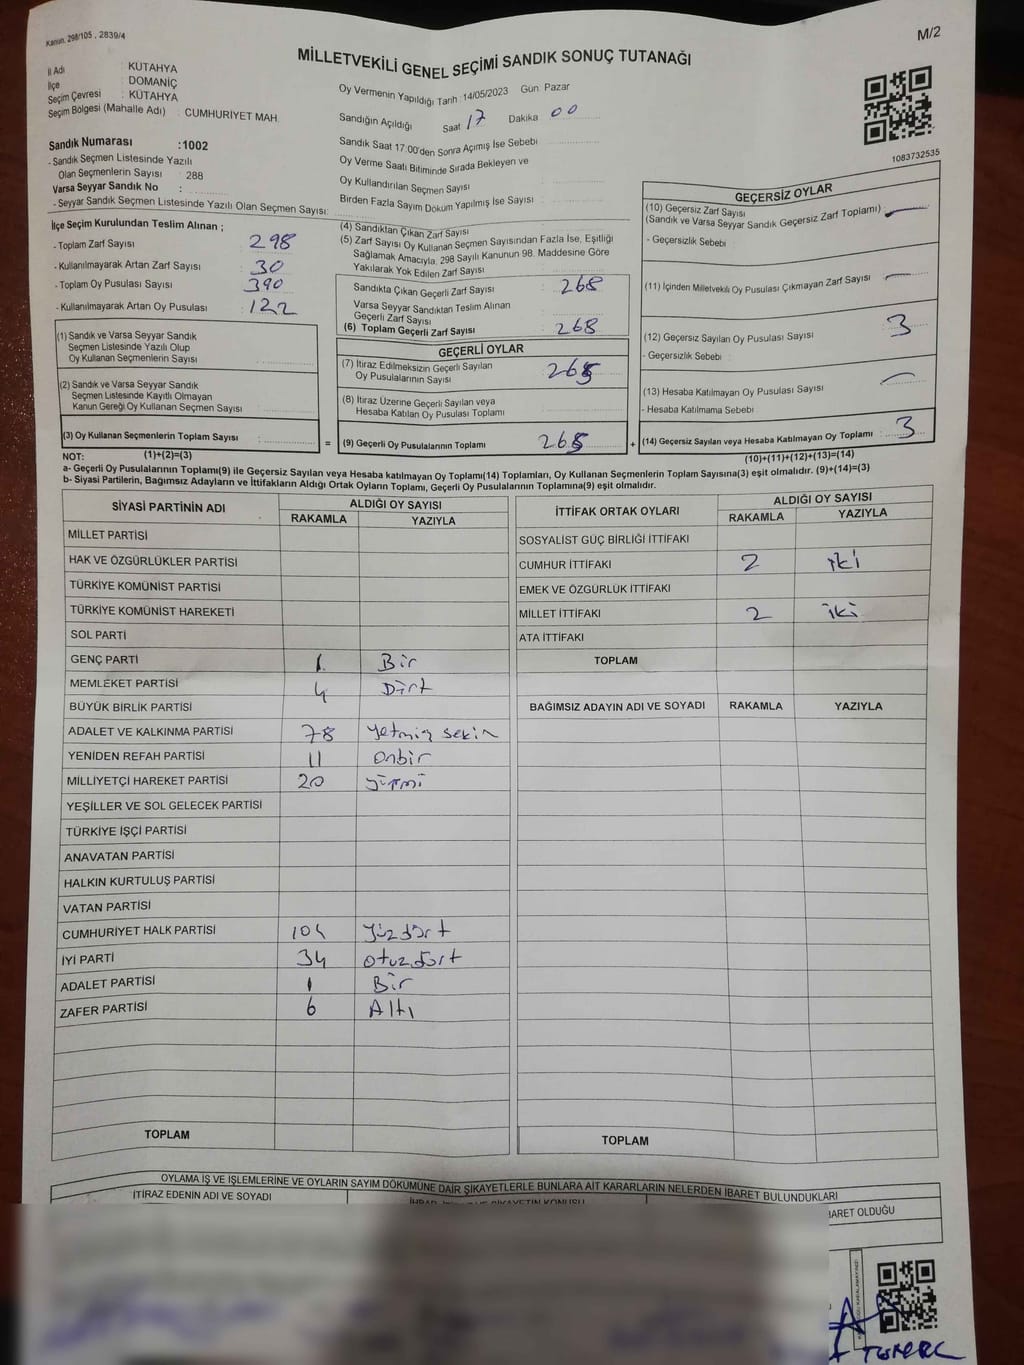 Kanun, 298/105 , 2839/4
M/2
MİLLETVEKİLİ GENEL SEÇİMİ SANDIK SONUÇ TUTANAĞI
İl Adı : KÜTAHYA
İlçe : DOMANİÇ
Seçim Çevresi : KÜTAHYA
Seçim Bölgesi (Mahalle Adı) : CUMHURİYET MAH.
Sandık Numarası :1002
- Sandık Seçmen Listesinde Yazılı
Olan Seçmenlerin Sayısı : 288
Varsa Seyyar Sandık No :
- Seyyar Sandık Seçmen Listesinde Yazılı Olan Seçmen Sayısı:
Oy Vermenin Yapıldığı Tarih :14/05/2023 Gün: Pazar
Sandığın Açıldığı Saat 17 Dakika 00
Sandık Saat 17:00'den Sonra Açımış İse Sebebi
Oy Verme Saati Bitiminde Sırada Bekleyen ve
Oy Kullandırılan Seçmen Sayısı
Birden Fazla Sayım Döküm Yapılmış İse Sayısı :
1083732535
İlçe Seçim Kurulundan Teslim Alınan ;
- Toplam Zarf Sayısı : 298
- Kullanılmayarak Artan Zarf Sayısı : 30
- Toplam Oy Pusulası Sayısı : 390
- Kullanılmayarak Artan Oy Pusulası : 122
(1) Sandık ve Varsa Seyyar Sandık
Seçmen Listesinde Yazılı Olup
Oy Kullanan Seçmenlerin Sayısı :
(2) Sandık ve Varsa Seyyar Sandık
Seçmen Listesinde Kayıtlı Olmayan
Kanun Gereği Oy Kullanan Seçmen Sayısı :
(3) Oy Kullanan Seçmenlerin Toplam Sayısı :
(4) Sandıktan Çıkan Zarf Sayısı
(5) Zarf Sayısı Oy Kullanan Seçmen Sayısından Fazla İse, Eşitliği
Sağlamak Amacıyla, 298 Sayılı Kanunun 98. Maddesine Göre
Yakılarak Yok Edilen Zarf Sayısı
Sandıkta Çıkan Geçerli Zarf Sayısı : 268
Varsa Seyyar Sandıktan Teslim Alınan
Geçerli Zarf Sayısı
(6) Toplam Geçerli Zarf Sayısı : 268
GEÇERLİ OYLAR
(7) İtiraz Edilmeksizin Geçerli Sayılan
Oy Pusulalarının Sayısı 265
(8) İtiraz Üzerine Geçerli Sayılan veya
Hesaba Katılan Oy Pusulası Toplamı
= (9) Geçerli Oy Pusulalarının Toplamı 265
GEÇERSİZ OYLAR
(10) Geçersiz Zarf Sayısı
(Sandık ve Varsa Seyyar Sandık Geçersiz Zarf Toplamı) :
- Geçersizlik Sebebi :
(11) İçinden Milletvekili Oy Pusulası Çıkmayan Zarf Sayısı :
(12) Geçersiz Sayılan Oy Pusulası Sayısı : 3
- Geçersizlik Sebebi :
(13) Hesaba Katılmayan Oy Pusulası Sayısı :
- Hesaba Katılmama Sebebi :
+ (14) Geçersiz Sayılan veya Hesaba Katılmayan Oy Toplamı : 3
NOT: (1)+(2)=(3)
(10)+(11)+(12)+(13)=(14)
a- Geçerli Oy Pusulalarının Toplamı(9) ile Geçersiz Sayılan veya Hesaba katılmayan Oy Toplamı(14) Toplamları, Oy Kullanan Seçmenlerin Toplam Sayısına(3) eşit olmalıdır. (9)+(14)=(3)
b- Siyasi Partilerin, Bağımsız Adayların ve İttifakların Aldığı Ortak Oyların Toplamı, Geçerli Oy Pusulalarının Toplamına(9) eşit olmalıdır.
SİYASİ PARTİNİN ADI ALDIĞI OY SAYISI
RAKAMLA YAZIYLA
MİLLET PARTİSİ
HAK VE ÖZGÜRLÜKLER PARTİSİ
TÜRKİYE KOMÜNİST PARTİSİ
TÜRKİYE KOMÜNİST HAREKETİ
SOL PARTİ
GENÇ PARTİ 1 Bir
MEMLEKET PARTİSİ 4 Dört
BÜYÜK BİRLİK PARTİSİ
ADALET VE KALKINMA PARTİSİ 78 yetmiş sekiz
YENİDEN REFAH PARTİSİ 11 onbir
MİLLİYETÇİ HAREKET PARTİSİ 20 yirmi
YEŞİLLER VE SOL GELECEK PARTİSİ
TÜRKİYE İŞÇİ PARTİSİ
ANAVATAN PARTİSİ
HALKIN KURTULUŞ PARTİSİ
VATAN PARTİSİ
CUMHURİYET HALK PARTİSİ 104 yüzdört
İYİ PARTİ 34 otuzdört
ADALET PARTİSİ 1 Bir
ZAFER PARTİSİ 6 Altı
TOPLAM
İTTİFAK ORTAK OYLARI ALDIĞI OY SAYISI
RAKAMLA YAZIYLA
SOSYALİST GÜÇ BİRLİĞİ İTTİFAKI
CUMHUR İTTİFAKI 2 iki
EMEK VE ÖZGÜRLÜK İTTİFAKI
MİLLET İTTİFAKI 2 iki
ATA İTTİFAKI
TOPLAM
BAĞIMSIZ ADAYIN ADI VE SOYADI RAKAMLA YAZIYLA
TOPLAM
OYLAMA İŞ VE İŞLEMLERİNE VE OYLARIN SAYIM DÖKÜMÜNE DAİR ŞİKAYETLERLE BUNLARA AİT KARARLARIN NELERDEN İBARET BULUNDUKLARI
İTİRAZ EDENİN ADI VE SOYADI
BARET OLDUĞU